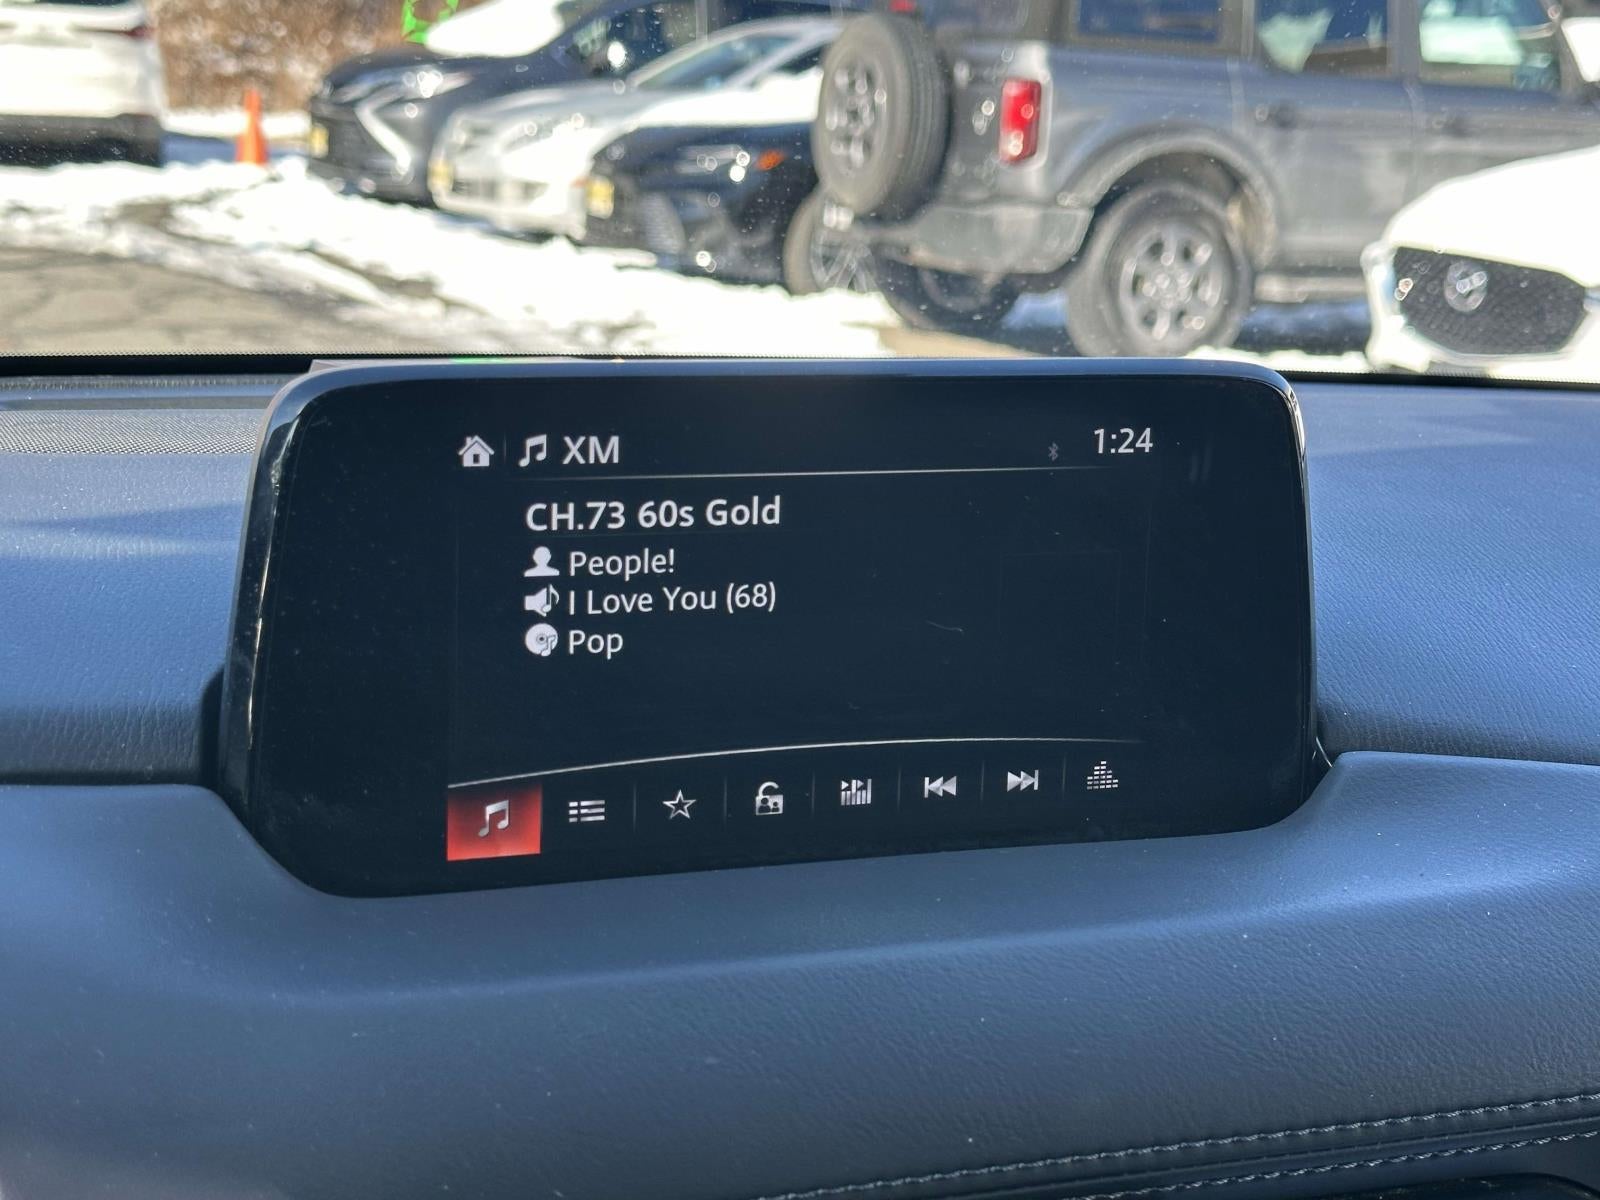 XM
1:24
CH.73 60s Gold
People!
I Love You (68)
Pop